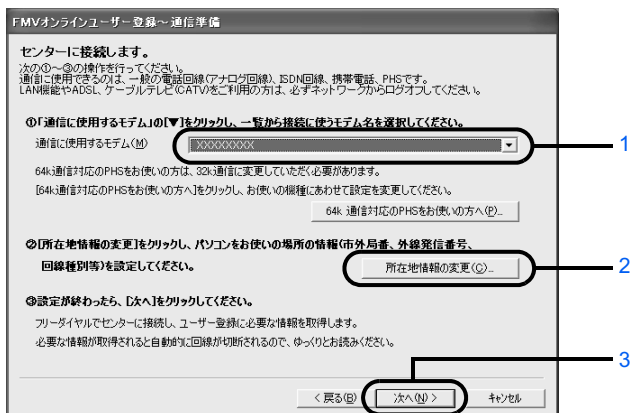 FMVオンラインユーザー登録～通信準備
センターに接続します。
次の①～③の操作を行ってください。
通信に使用できるのは、一般の電話回線(アナログ回線)、ISDN回線、携帯電話、PHSです。
LAN機能やADSL、ケーブルテレビ(CATV)をご利用の方は、必ずネットワークからログオフしてください。
①「通信に使用するモデム」の[▼]をクリックし、一覧から接続に使うモデム名を選択してください。
通信に使用するモデム(M)
XXXXXXXX
1
64k通信対応のPHSをお使いの方は、32k通信に変更していただく必要があります。
[64k通信対応のPHSをお使いの方へ]をクリックし、お使いの機種にあわせて設定を変更してください。
64k 通信対応のPHSをお使いの方へ(P)...
②[所在地情報の変更]をクリックし、パソコンをお使いの場所の情報(市外局番、外線発信番号、
回線種別等)を設定してください。
所在地情報の変更(C)...
2
③設定が終わったら、[次へ]をクリックしてください。
フリーダイヤルでセンターに接続し、ユーザー登録に必要な情報を取得します。
必要な情報が取得されると自動的に回線が切断されるので、ゆっくりとお読みください。
3
< 戻る(B)
次へ(N) >
キャンセル